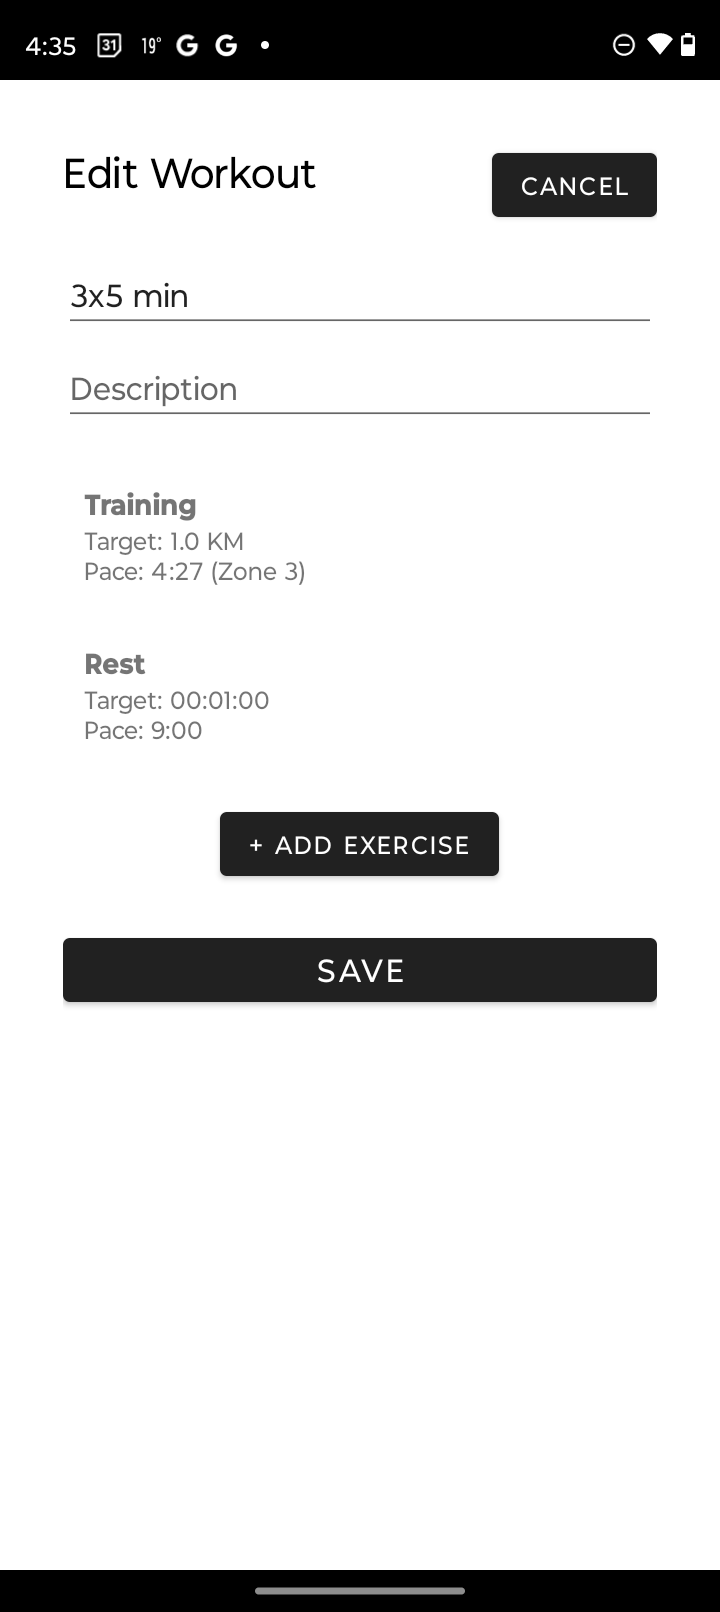 4:35 31 19° G G
Edit Workout
CANCEL
3x5 min
Description
Training
Target: 1.0 KM
Pace: 4:27 (Zone 3)
Rest
Target: 00:01:00
Pace: 9:00
+ ADD EXERCISE
SAVE